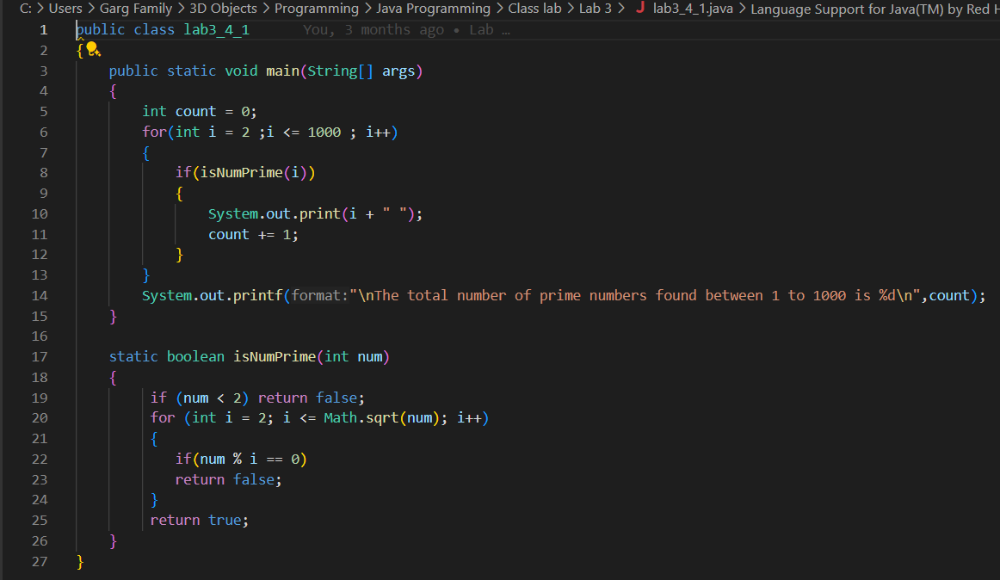 C: > Users > Garg Family > 3D Objects > Programming > Java Programming > Class lab > Lab 3 > J lab3_4_1.java > Language Support for Java(TM) by Red H
1 public class lab3_4_1 You, 3 months ago • Lab …
2 {
3     public static void main(String[] args)
4     {
5         int count = 0;
6         for(int i = 2 ;i <= 1000 ; i++)
7         {
8             if(isNumPrime(i))
9             {
10                 System.out.print(i + " ");
11                 count += 1;
12             }
13         }
14         System.out.printf(format:"\nThe total number of prime numbers found between 1 to 1000 is %d\n",count);
15     }
16
17     static boolean isNumPrime(int num)
18     {
19          if (num < 2) return false;
20          for (int i = 2; i <= Math.sqrt(num); i++)
21          {
22             if(num % i == 0)
23             return false;
24          }
25          return true;
26     }
27 }